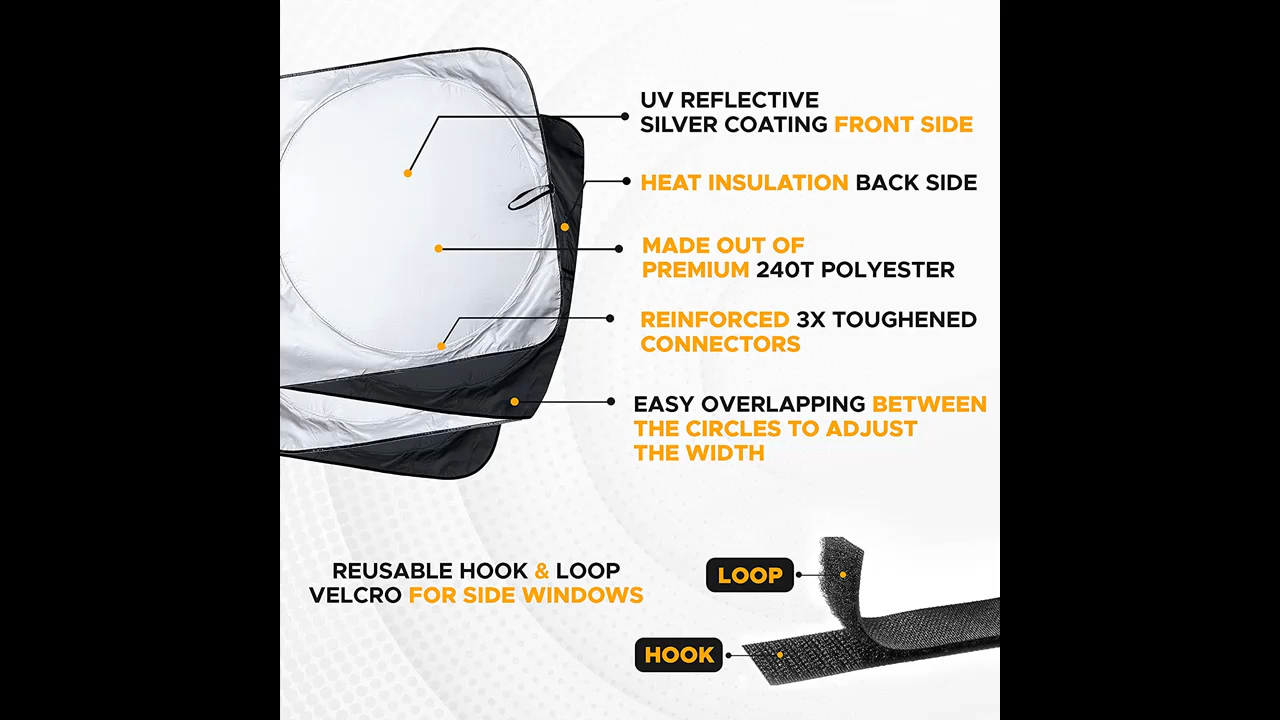 UV REFLECTIVE
SILVER COATING FRONT SIDE
HEAT INSULATION BACK SIDE
MADE OUT OF
PREMIUM 240T POLYESTER
REINFORCED 3X TOUGHENED
CONNECTORS
EASY OVERLAPPING BETWEEN
THE CIRCLES TO ADJUST
THE WIDTH
REUSABLE HOOK & LOOP
VELCRO FOR SIDE WINDOWS
LOOP
HOOK